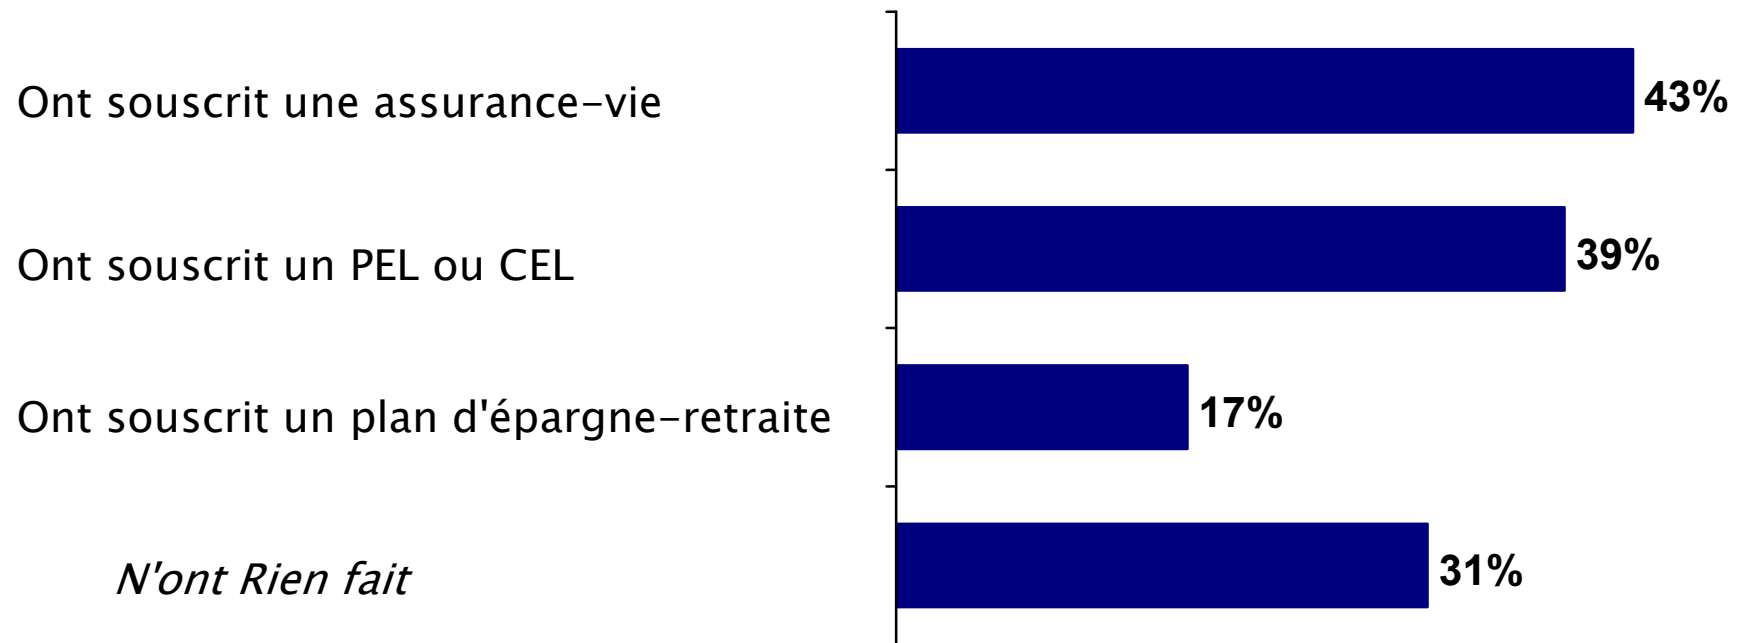 Ont souscrit une assurance-vie 43%
Ont souscrit un PEL ou CEL 39%
Ont souscrit un plan d'épargne-retraite 17%
N'ont Rien fait 31%